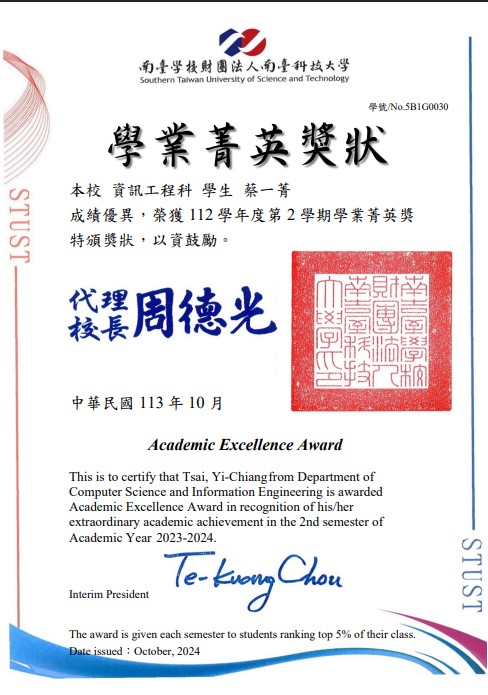 南臺學校財團法人南臺科技大學
Southern Taiwan University of Science and Technology
學號/No.5B1G0030
學業菁英獎狀
本校 資訊工程科 學生 蔡一菁
成績優異，榮獲 112 學年度第 2 學期學業菁英獎
特頒獎狀，以資鼓勵。
代理
校長 周德光
南臺學校
財團法人
南臺科技
大學印
中華民國 113 年 10 月
Academic Excellence Award
This is to certify that Tsai, Yi-Chiangfrom Department of
Computer Science and Information Engineering is awarded
Academic Excellence Award in recognition of his/her
extraordinary academic achievement in the 2nd semester of
Academic Year 2023-2024.
Te-Kuang Chou
Interim President
The award is given each semester to students ranking top 5% of their class.
Date issued：October, 2024
STUST
STUST